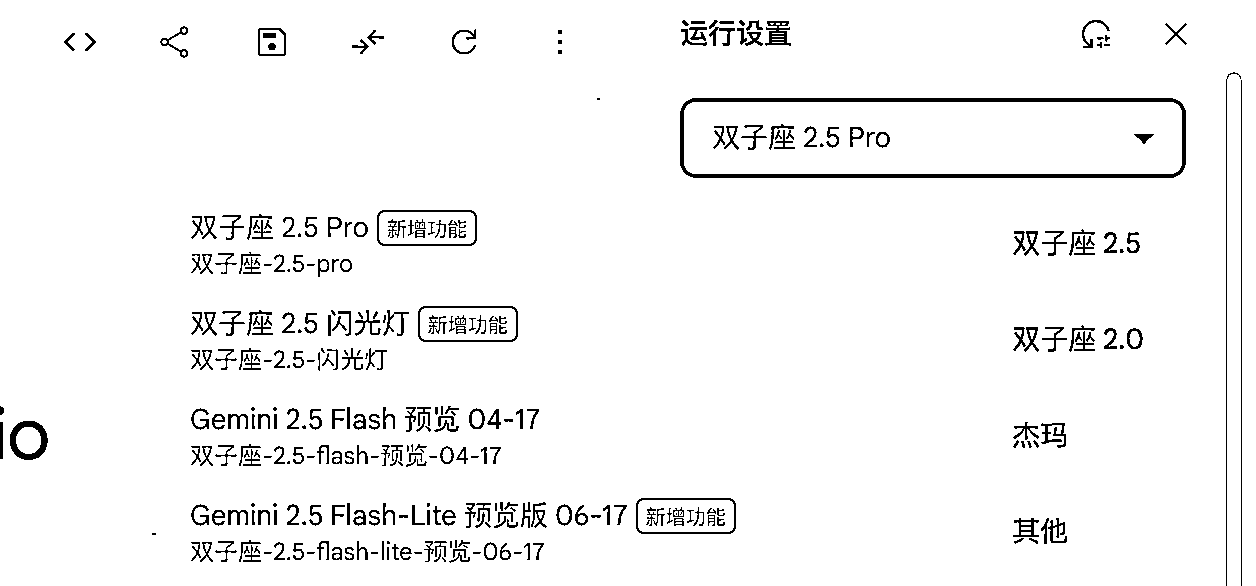 运行设置
双子座 2.5 Pro
双子座 2.5 Pro 新增功能
双子座-2.5-pro
双子座 2.5 闪光灯 新增功能
双子座-2.5-闪光灯
Gemini 2.5 Flash 预览 04-17
双子座-2.5-flash-预览-04-17
Gemini 2.5 Flash-Lite 预览版 06-17 新增功能
双子座-2.5-flash-lite-预览-06-17
双子座 2.5
双子座 2.0
杰玛
其他
io